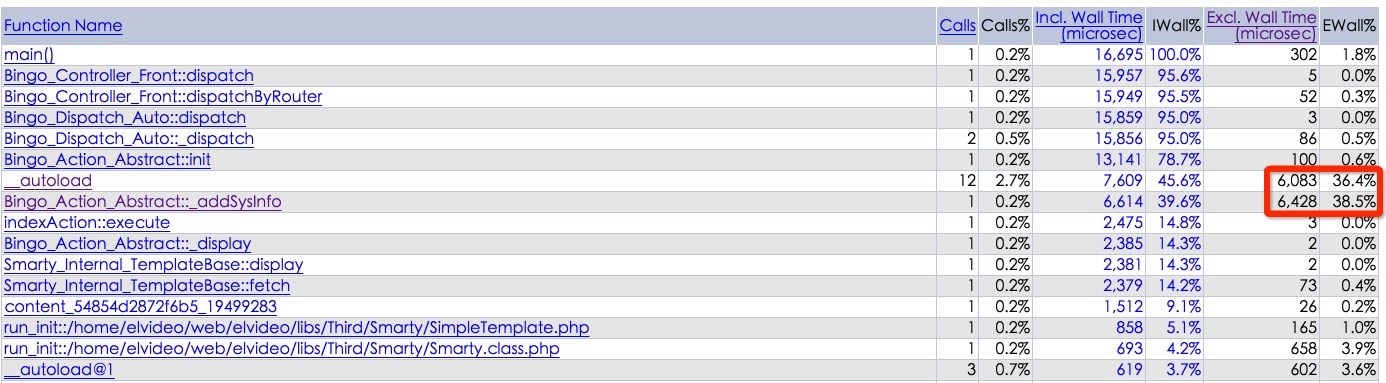 Function Name Calls Calls% Incl. Wall Time (microsec) IWall% Excl. Wall Time (microsec) EWall%
main() 1 0.2% 16,695 100.0% 302 1.8%
Bingo_Controller_Front::dispatch 1 0.2% 15,957 95.6% 5 0.0%
Bingo_Controller_Front::dispatchByRouter 1 0.2% 15,949 95.5% 52 0.3%
Bingo_Dispatch_Auto::dispatch 1 0.2% 15,859 95.0% 3 0.0%
Bingo_Dispatch_Auto::_dispatch 2 0.5% 15,856 95.0% 86 0.5%
Bingo_Action_Abstract::init 1 0.2% 13,141 78.7% 100 0.6%
__autoload 12 2.7% 7,609 45.6% 6,083 36.4%
Bingo_Action_Abstract::_addSysInfo 1 0.2% 6,614 39.6% 6,428 38.5%
indexAction::execute 1 0.2% 2,475 14.8% 3 0.0%
Bingo_Action_Abstract::_display 1 0.2% 2,385 14.3% 2 0.0%
Smarty_Internal_TemplateBase::display 1 0.2% 2,381 14.3% 2 0.0%
Smarty_Internal_TemplateBase::fetch 1 0.2% 2,379 14.2% 73 0.4%
content_54854d2872f6b5_19499283 1 0.2% 1,512 9.1% 26 0.2%
run_init::/home/elvideo/web/elvideo/libs/Third/Smarty/SimpleTemplate.php 1 0.2% 858 5.1% 165 1.0%
run_init::/home/elvideo/web/elvideo/libs/Third/Smarty/Smarty.class.php 1 0.2% 693 4.2% 658 3.9%
__autoload@1 3 0.7% 619 3.7% 602 3.6%